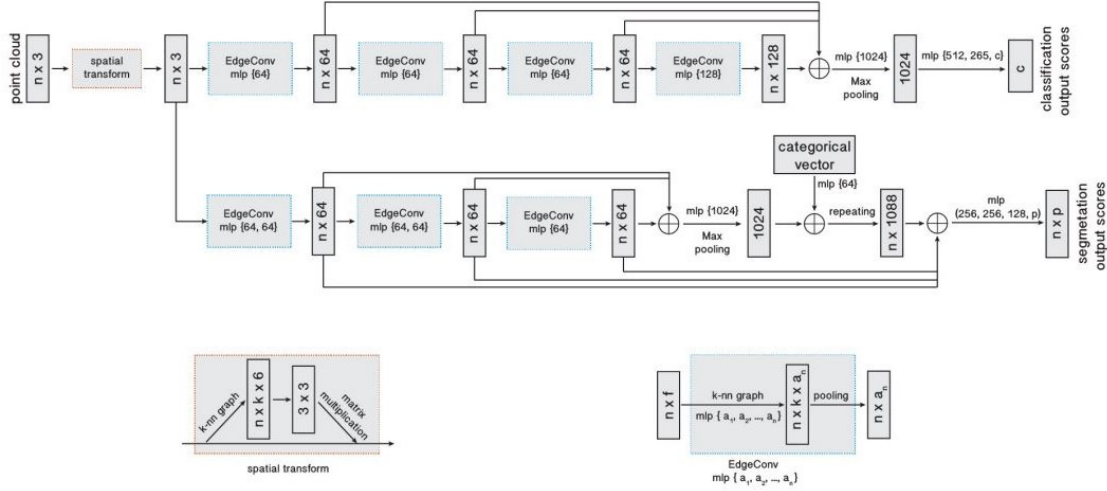 point cloud
n x 3
spatial
transform
n x 3
EdgeConv
mlp {64}
n x 64
EdgeConv
mlp {64}
n x 64
EdgeConv
mlp {64}
n x 64
EdgeConv
mlp {128}
n x 128
mlp {1024}
Max
pooling
1024
mlp {512, 265, c}
c
classification
output scores
EdgeConv
mlp {64, 64}
n x 64
EdgeConv
mlp {64, 64}
n x 64
EdgeConv
mlp {64}
n x 64
mlp {1024}
Max
pooling
1024
categorical
vector
mlp {64}
repeating
n x 1088
mlp
(256, 256, 128, p)
n x p
segmetation
output scores
k-nn graph
n x k x 6
3 x 3
matrix
multiplication
spatial transform
n x f
k-nn graph
mlp { a₁, a₂, ..., aₙ}
n x k x aₙ
pooling
n x aₙ
EdgeConv
mlp { a₁, a₂, ..., aₙ}